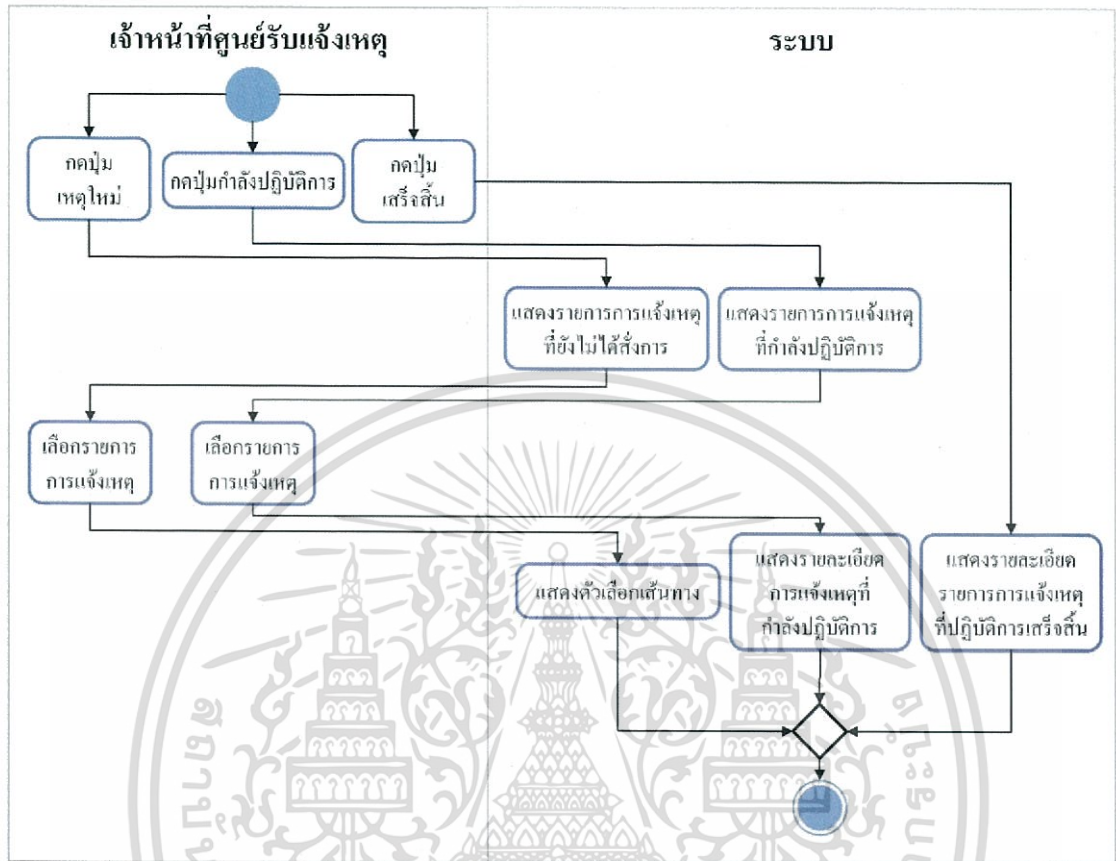 เจ้าหน้าที่ศูนย์รับแจ้งเหตุ
ระบบ
กดปุ่ม
เหตุใหม่
กดปุ่มกำลังปฏิบัติการ
กดปุ่ม
เสร็จสิ้น
แสดงรายการการแจ้งเหตุ
ที่ยังไม่ได้สั่งการ
แสดงรายการการแจ้งเหตุ
ที่กำลังปฏิบัติการ
เลือกรายการ
การแจ้งเหตุ
เลือกรายการ
การแจ้งเหตุ
แสดงตัวเลือกเส้นทาง
แสดงรายละเอียด
การแจ้งเหตุที่
กำลังปฏิบัติการ
แสดงรายละเอียด
รายการการแจ้งเหตุ
ที่ปฏิบัติการเสร็จสิ้น